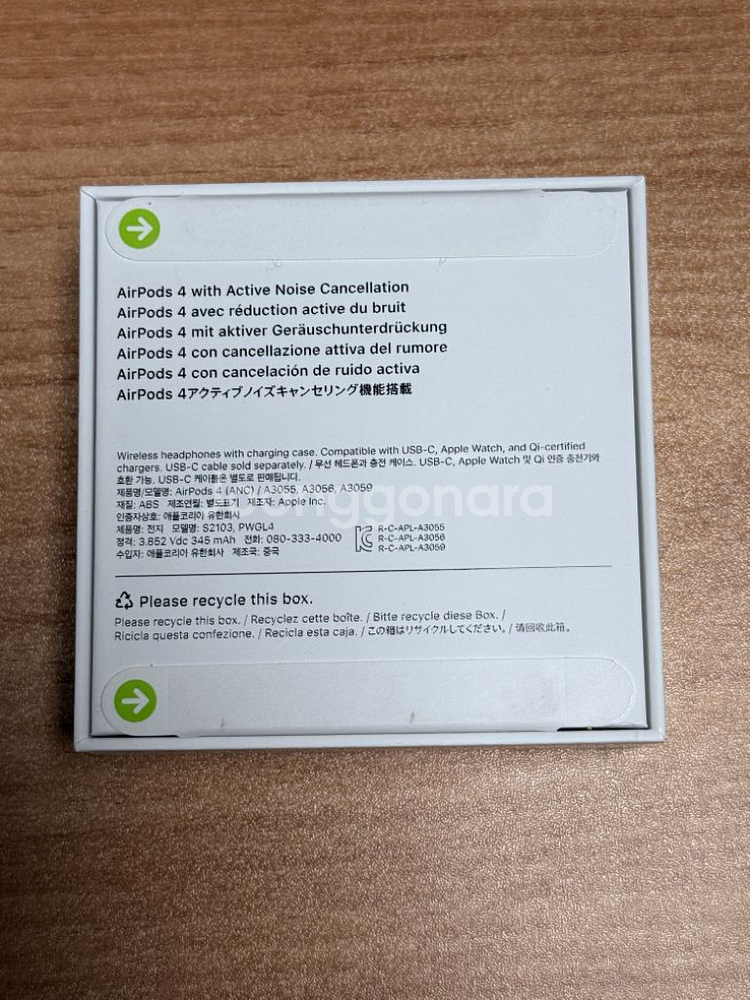 AirPods 4 with Active Noise Cancellation
AirPods 4 avec réduction active du bruit
AirPods 4 mit aktiver Geräuschunterdrückung
AirPods 4 con cancellazione attiva del rumore
AirPods 4 con cancelación de ruido activa
AirPods 4アクティブノイズキャンセリング機能搭載
Wireless headphones with charging case. Compatible with USB-C, Apple Watch, and Qi-certified
chargers. USB-C cable sold separately. / 무선 헤드폰과 충전 케이스. USB-C, Apple Watch 및 Qi 인증 충전기와
호환 가능. USB-C 케이블은 별도로 판매됩니다.
제품명/모델명: AirPods 4 (ANC) / A3055, A3056, A3059
재질: ABS 제조연월: 별도표기 제조자: Apple Inc.
인증자상호: 애플코리아 유한회사
제품명: 전지 모델명: S2103, PWGL4
정격: 3.852 Vdc 345 mAh 전화: 080-333-4000
수입자: 애플코리아 유한회사 제조국: 중국
R-C-APL-A3055
R-C-APL-A3056
R-C-APL-A3059
joonggonara
Please recycle this box.
Please recycle this box. / Recyclez cette boîte. / Bitte recycle diese Box. /
Ricicla questa confezione. / Recicla esta caja. / この箱はリサイクルしてください。/ 请回收此箱。